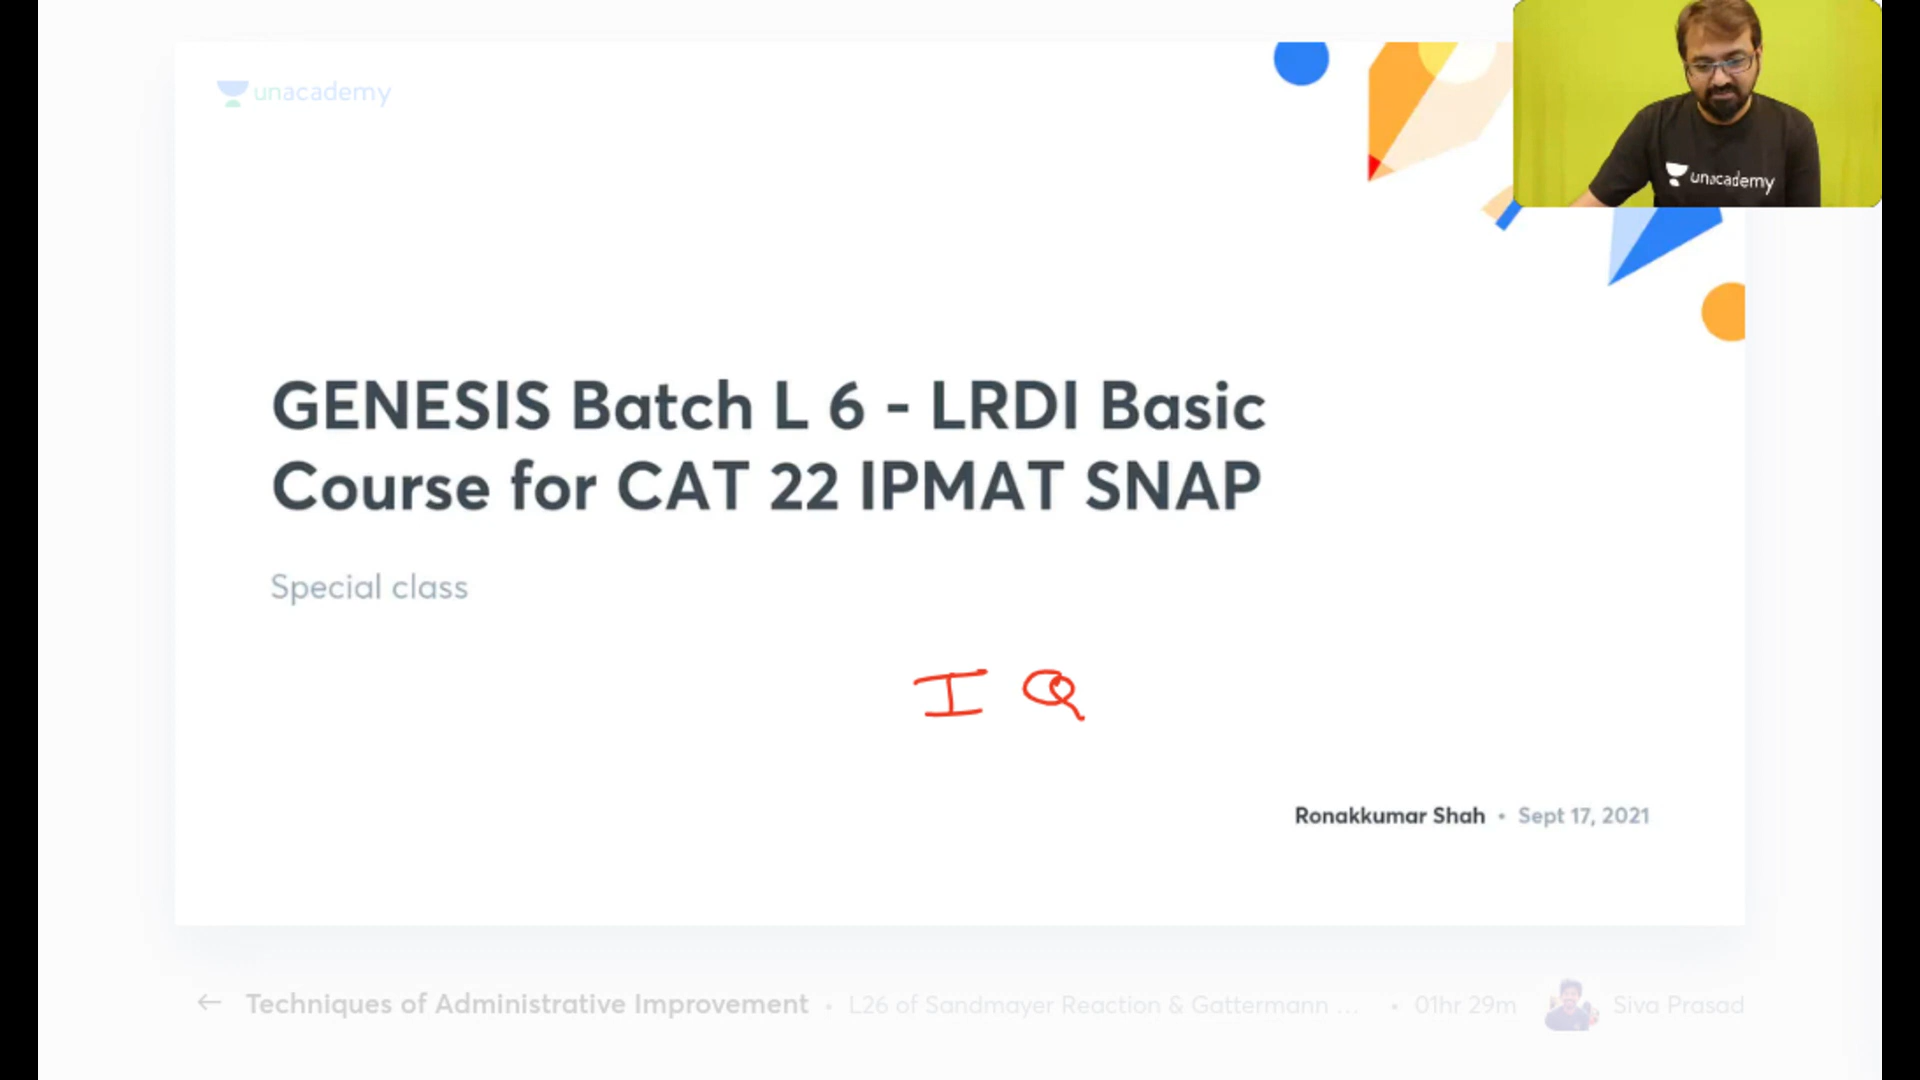 unacademy
unacademy
GENESIS Batch L 6 - LRDI Basic
Course for CAT 22 IPMAT SNAP
Special class
I Q
Ronakkumar Shah • Sept 17, 2021
← Techniques of Administrative Improvement • L26 of Sandmayer Reaction & Gattermann ... • 01hr 29m Siva Prasad